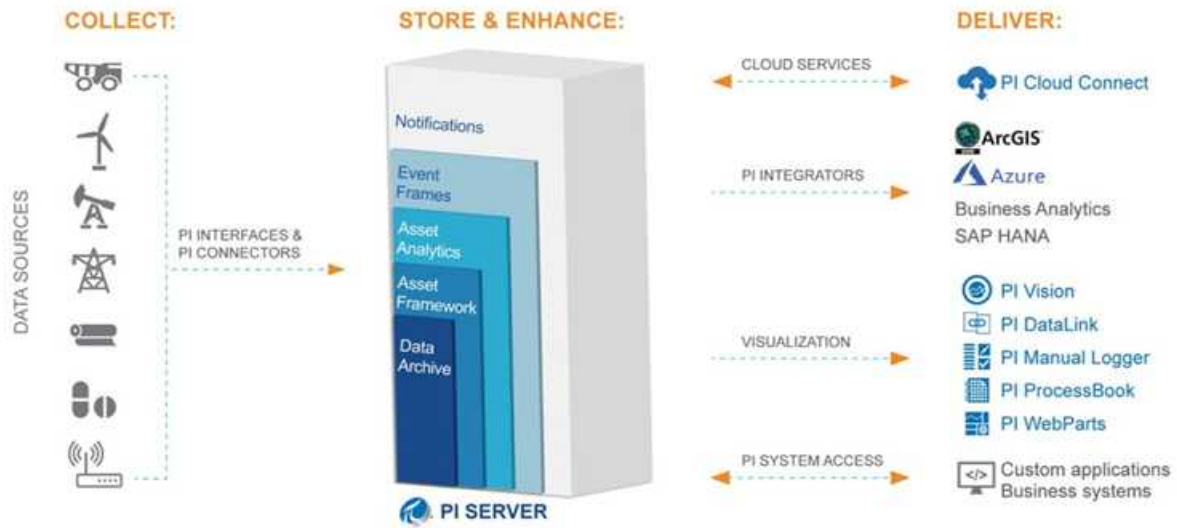 COLLECT:
STORE & ENHANCE:
DELIVER:
DATA SOURCES
PI INTERFACES &
PI CONNECTORS
Notifications
Event
Frames
Asset
Analytics
Asset
Framework
Data
Archive
PI SERVER
CLOUD SERVICES
PI INTEGRATORS
VISUALIZATION
PI SYSTEM ACCESS
PI Cloud Connect
ArcGIS
Azure
Business Analytics
SAP HANA
PI Vision
PI DataLink
PI Manual Logger
PI ProcessBook
PI WebParts
</>
Custom applications
Business systems